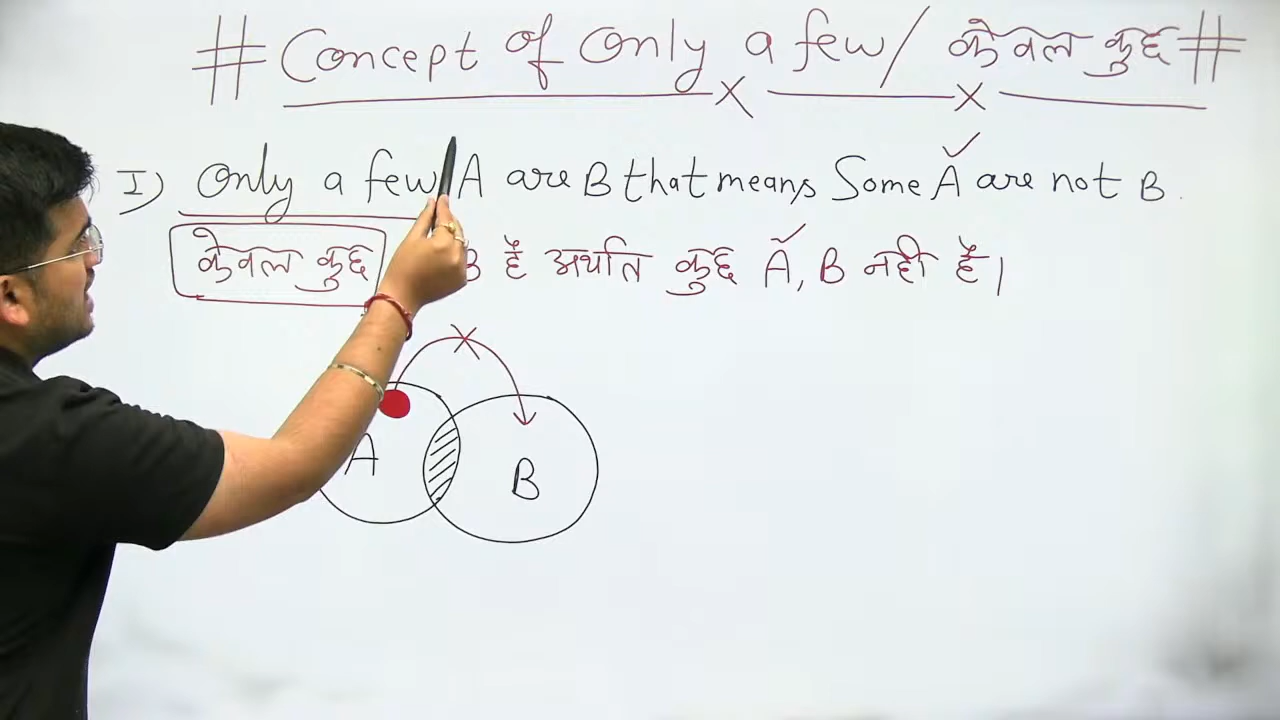 # Concept of Only a few / केवल कुछ #
I) Only a few A are B that means Some A are not B.
केवल कुछ B है अर्थात कुछ A, B नही है।
A B